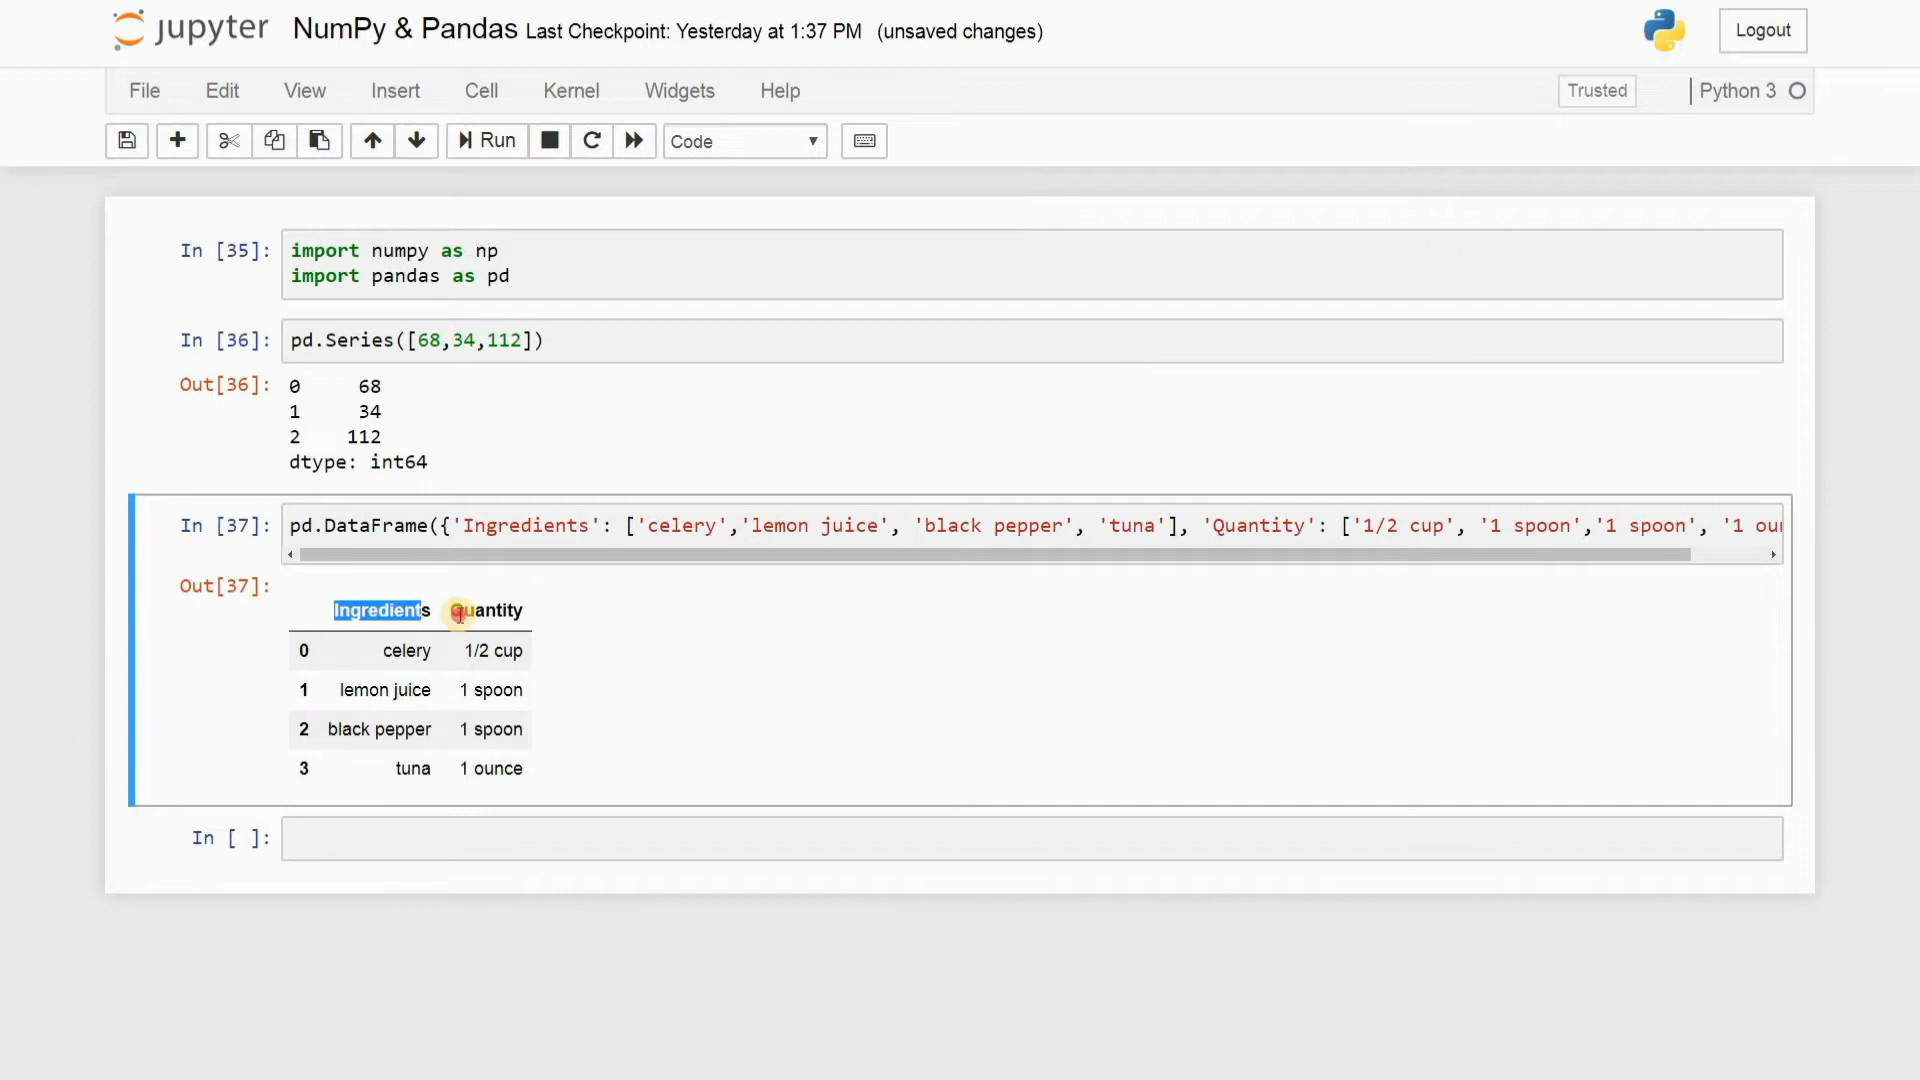 jupyter NumPy & Pandas Last Checkpoint: Yesterday at 1:37 PM (unsaved changes) Logout
File Edit View Insert Cell Kernel Widgets Help Trusted Python 3
Run Code
In [35]: import numpy as np
import pandas as pd
In [36]: pd.Series([68,34,112])
Out[36]: 0 68
1 34
2 112
dtype: int64
In [37]: pd.DataFrame({'Ingredients': ['celery','lemon juice', 'black pepper', 'tuna'], 'Quantity': ['1/2 cup', '1 spoon','1 spoon', '1 
Out[37]:
Ingredients Quantity
0 celery 1/2 cup
1 lemon juice 1 spoon
2 black pepper 1 spoon
3 tuna 1 ounce
In [ ]: